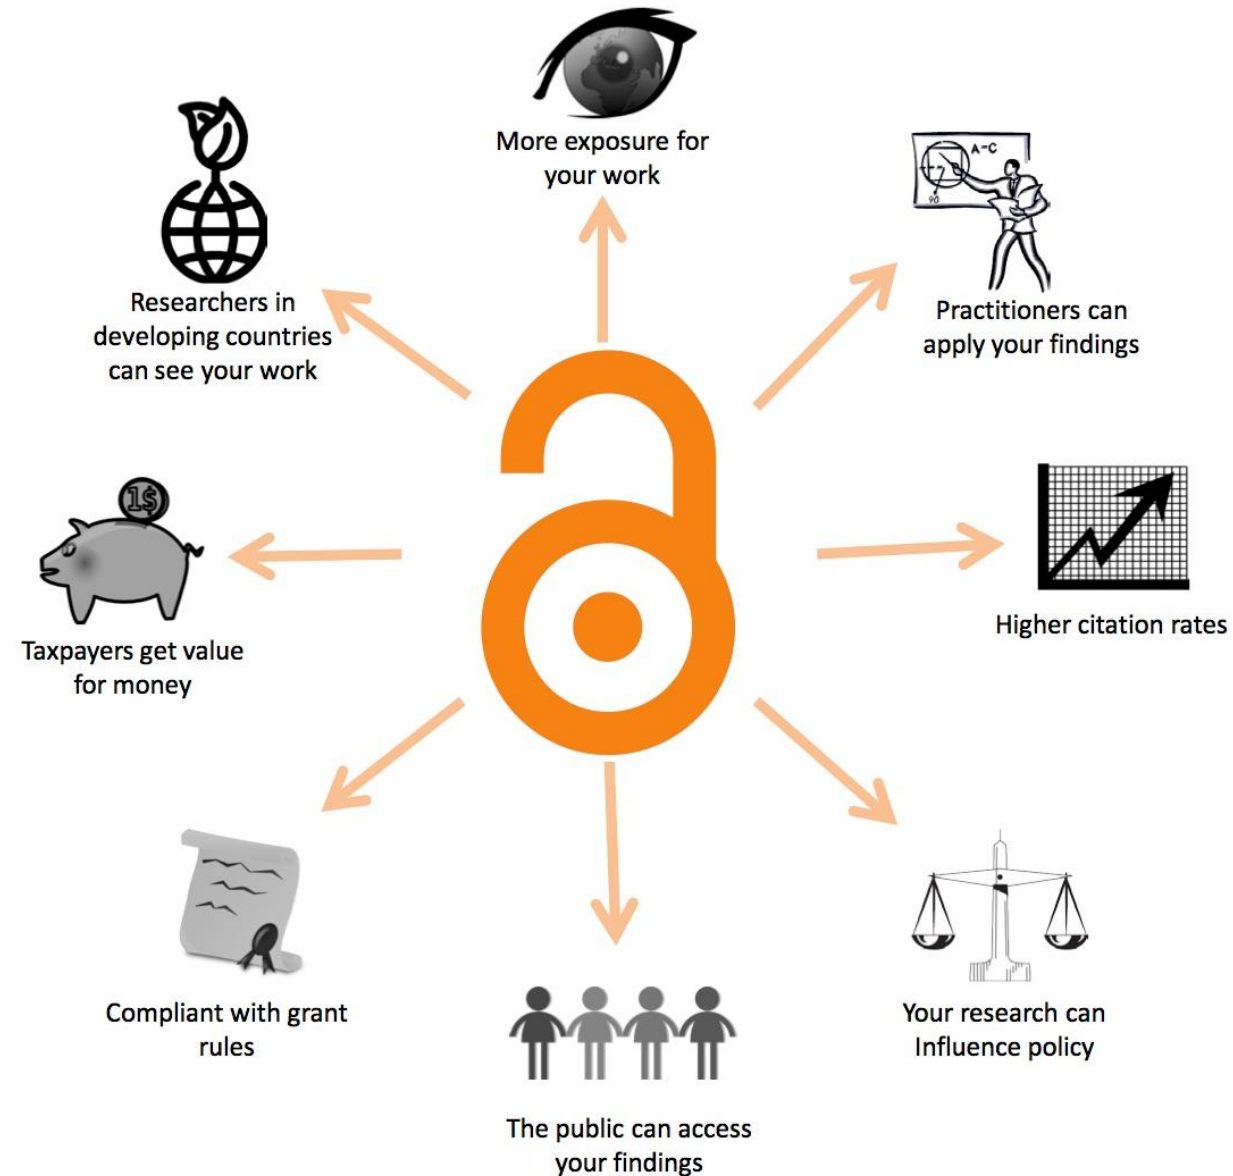 More exposure for
your work
A-C
90
Practitioners can
apply your findings
Researchers in
developing countries
can see your work
1$
Higher citation rates
Taxpayers get value
for money
Compliant with grant
rules
Your research can
Influence policy
The public can access
your findings